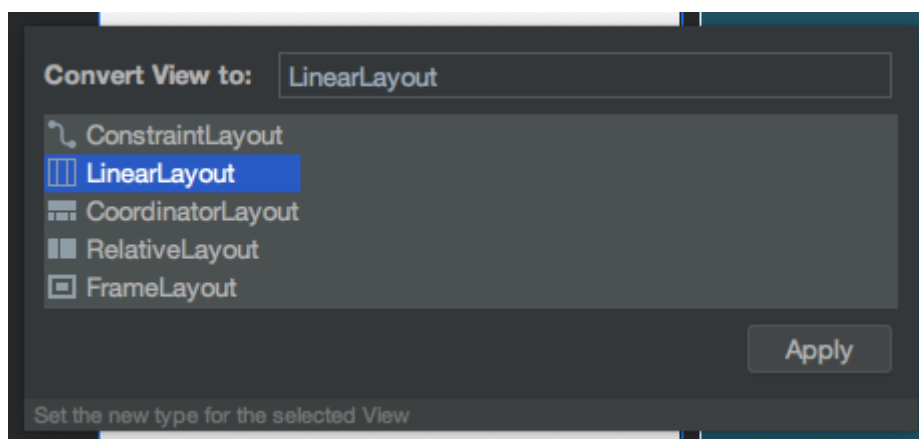 Convert View to: LinearLayout
ConstraintLayout
LinearLayout
CoordinatorLayout
RelativeLayout
FrameLayout
Apply
Set the new type for the selected View